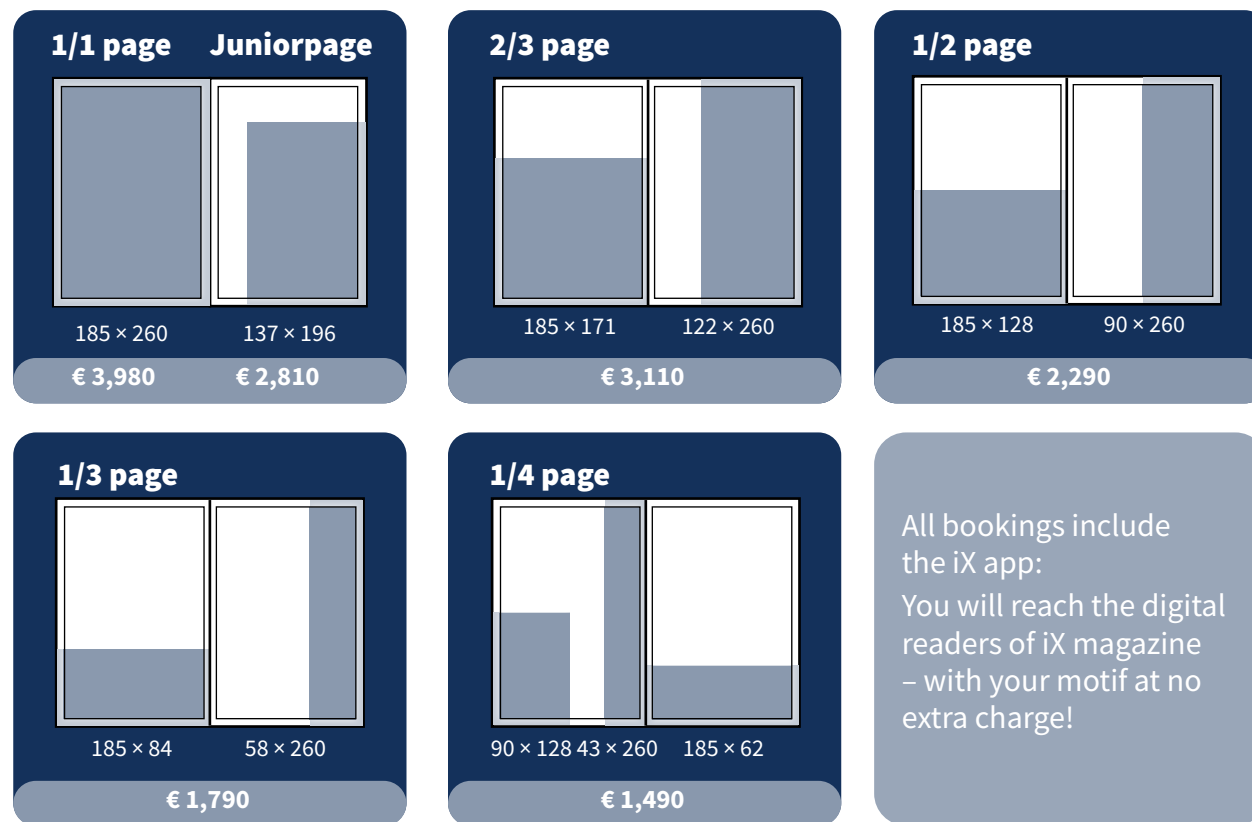 1/1 page Juniorpage
185 × 260 137 × 196
€ 3,980 € 2,810
2/3 page
185 × 171 122 × 260
€ 3,110
1/2 page
185 × 128 90 × 260
€ 2,290
1/3 page
185 × 84 58 × 260
€ 1,790
1/4 page
90 × 128 43 × 260 185 × 62
€ 1,490
All bookings include
the iX app:
You will reach the digital
readers of iX magazine
– with your motif at no
extra charge!